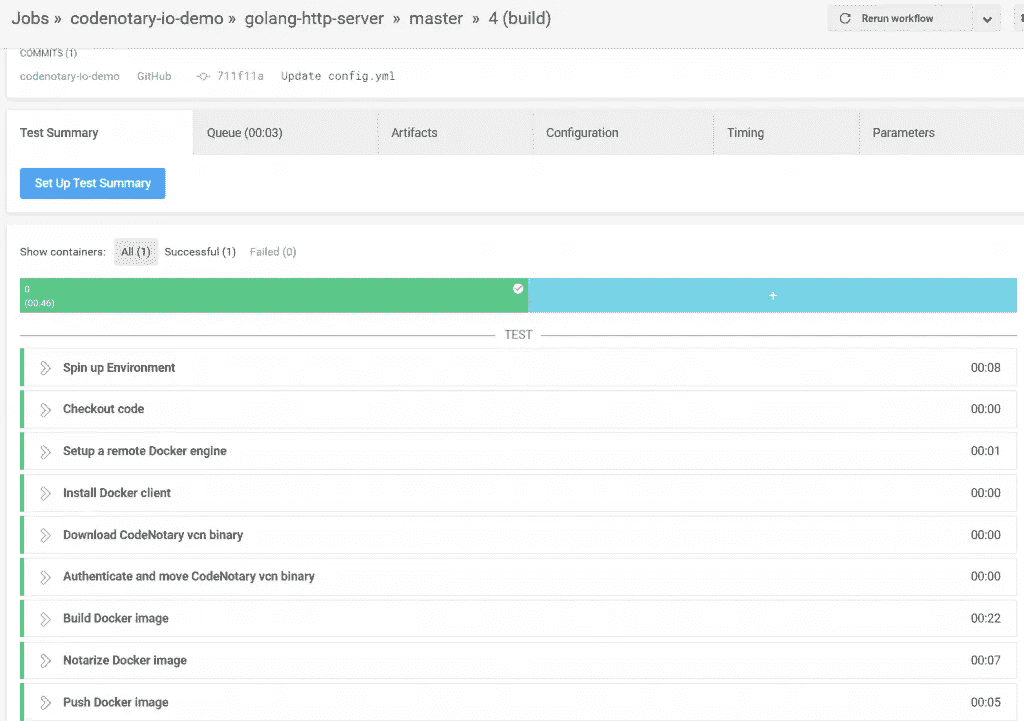 Jobs » codenotary-io-demo » golang-http-server » master » 4 (build)
Rerun workflow
COMMITS (1)
codenotary-io-demo GitHub 711f11a Update config.yml
Test Summary Queue (00:03) Artifacts Configuration Timing Parameters
Set Up Test Summary
Show containers: All (1) Successful (1) Failed (0)
0
(00:46)
+
TEST
Spin up Environment 00:08
Checkout code 00:00
Setup a remote Docker engine 00:01
Install Docker client 00:00
Download CodeNotary vcn binary 00:00
Authenticate and move CodeNotary vcn binary 00:00
Build Docker image 00:22
Notarize Docker image 00:07
Push Docker image 00:05